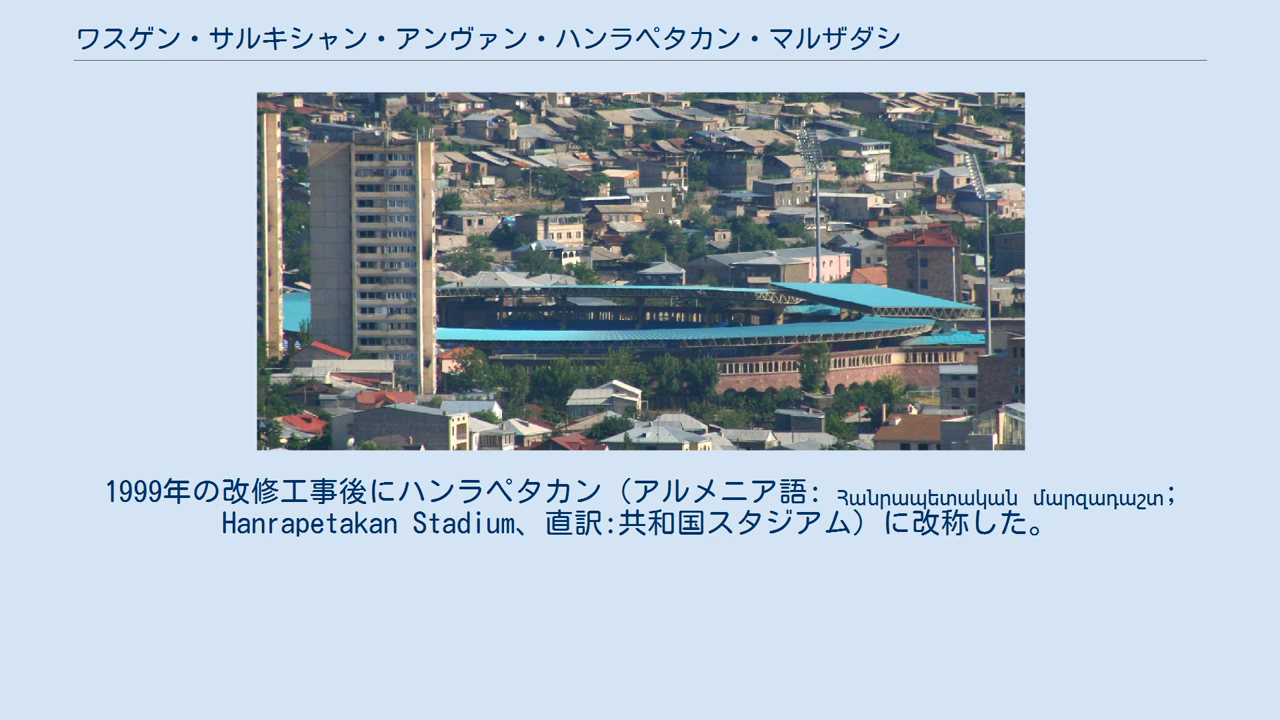 ワスゲン・サルキシャン・アンヴァン・ハンラペタカン・マルザダシ
1999年の改修工事後にハンラペタカン（アルメニア語: Հանրապետական մարզադաշտ;
Hanrapetakan Stadium、直訳:共和国スタジアム）に改称した。